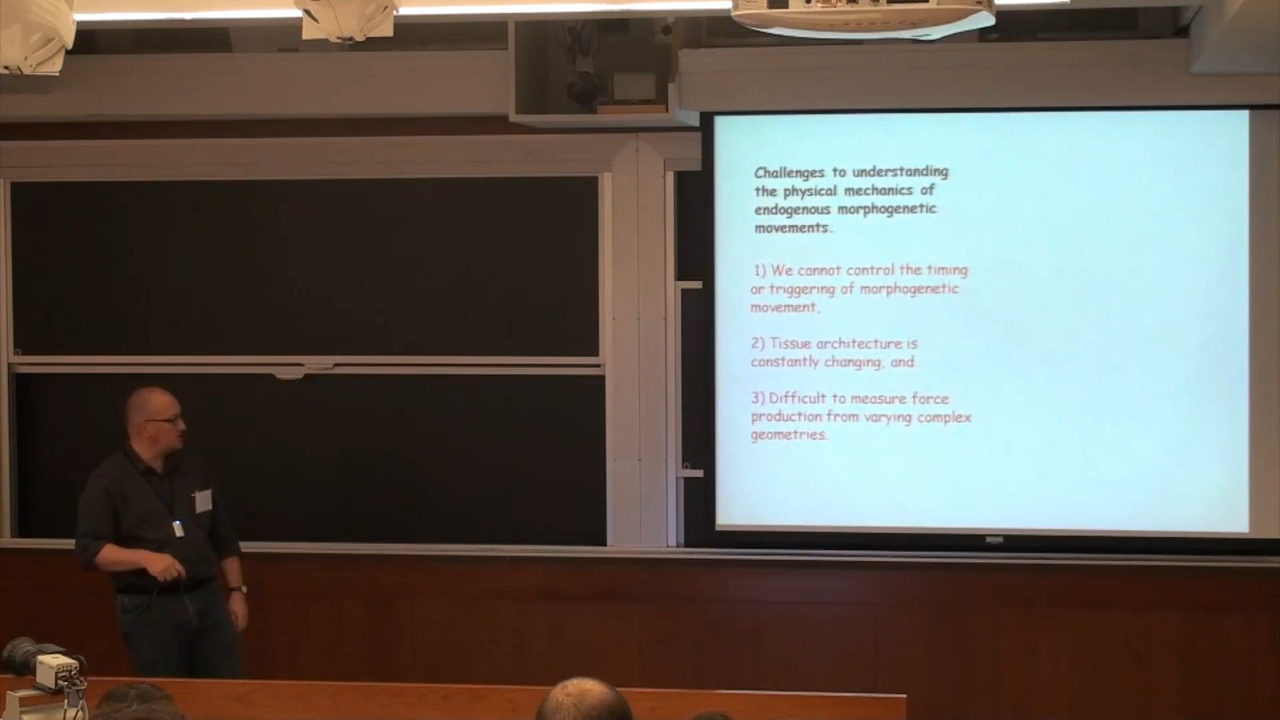 Challenges to understanding
the physical mechanics of
endogenous morphogenetic
movements.
1) We cannot control the timing
or triggering of morphogenetic
movement,
2) Tissue architecture is
constantly changing, and
3) Difficult to measure force
production from varying complex
geometries.